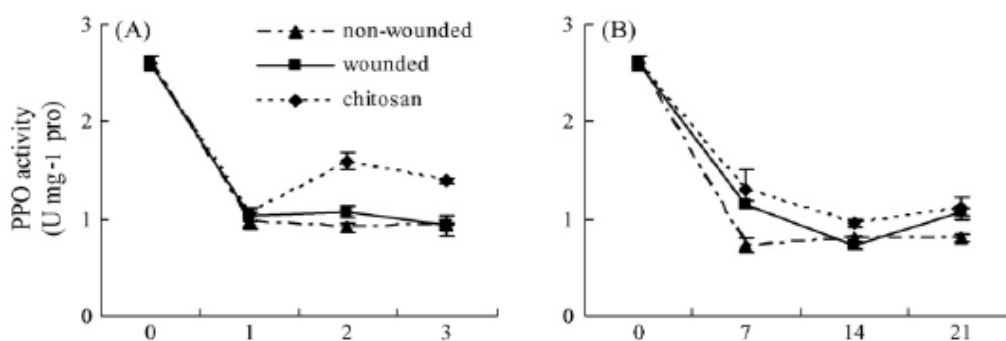 (A)
non-wounded
wounded
chitosan
PPO activity
(U mg-1 pro)
3
2
1
0
0 1 2 3
(B)
3
2
1
0
0 7 14 21